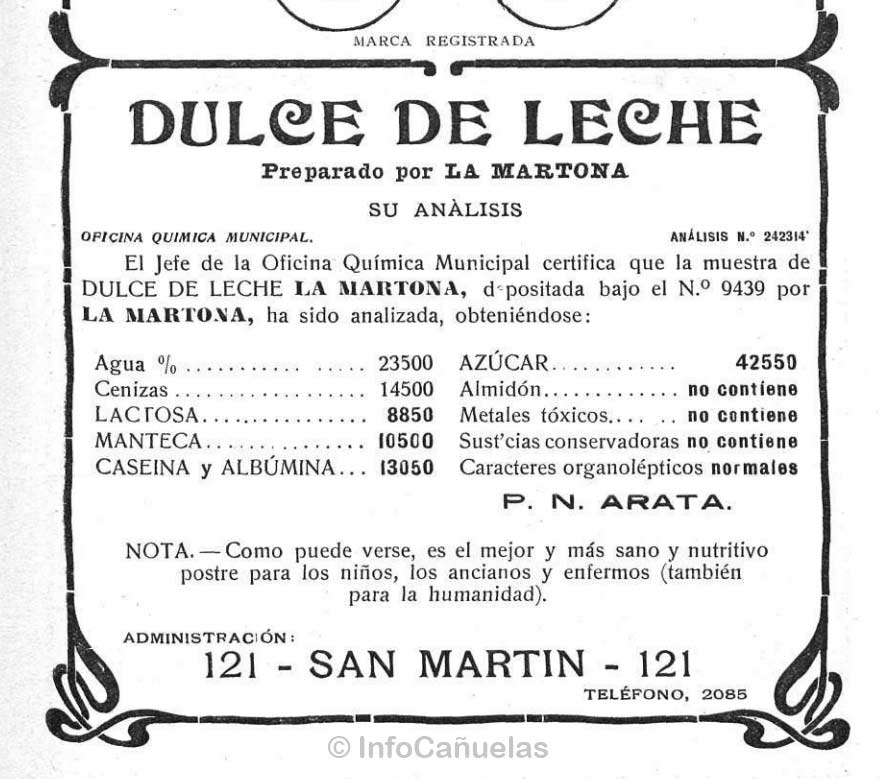 MARCA REGISTRADA
DULCE DE LECHE
Preparado por LA MARTONA
SU ANÀLISIS
OFICINA QUIMICA MUNICIPAL. ANÁLISIS N.º 242314'
El Jefe de la Oficina Química Municipal certifica que la muestra de
DULCE DE LECHE LA MARTONA, depositada bajo el N.º 9439 por
LA MARTONA, ha sido analizada, obteniéndose:
Agua % ........... ..... 23500 AZÚCAR............ 42550
Cenizas .................. 14500 Almidón............. no contiene
LACTOSA............... 8850 Metales tóxicos.... .. no contiene
MANTECA............... 10500 Sust'cias conservadoras no contiene
CASEINA y ALBÚMINA... 13050 Caracteres organolépticos normales
P. N. ARATA.
NOTA. — Como puede verse, es el mejor y más sano y nutritivo
postre para los niños, los ancianos y enfermos (también
para la humanidad).
ADMINISTRACIÓN:
121 - SAN MARTIN - 121
TELÉFONO, 2085
© InfoCañuelas